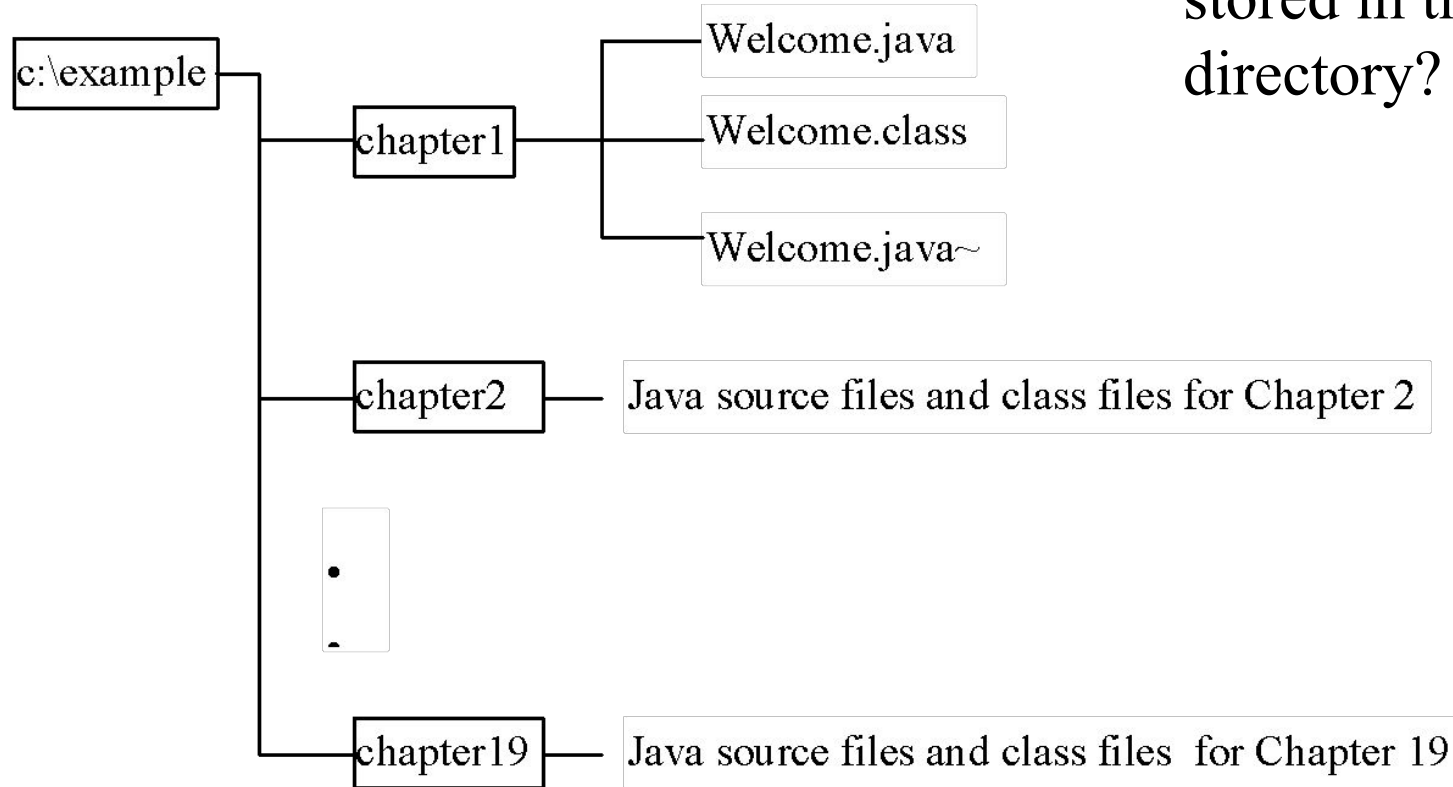 stored in
directory?
c:\example
Welcome.java
chapter1
Welcome.class
Welcome.java~
chapter2
Java source files and class files for Chapter 2
•
chapter19
Java source files and class files for Chapter 19